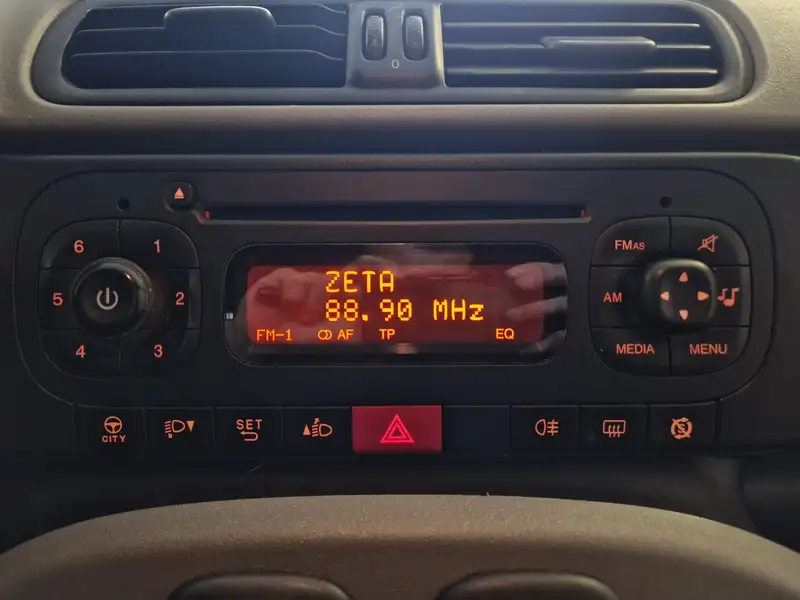 0
6 1
5 2
4 3
ZETA
88.90 MHz
FM-1 AF TP EQ
FMAS
AM
MEDIA MENU
CITY
SET